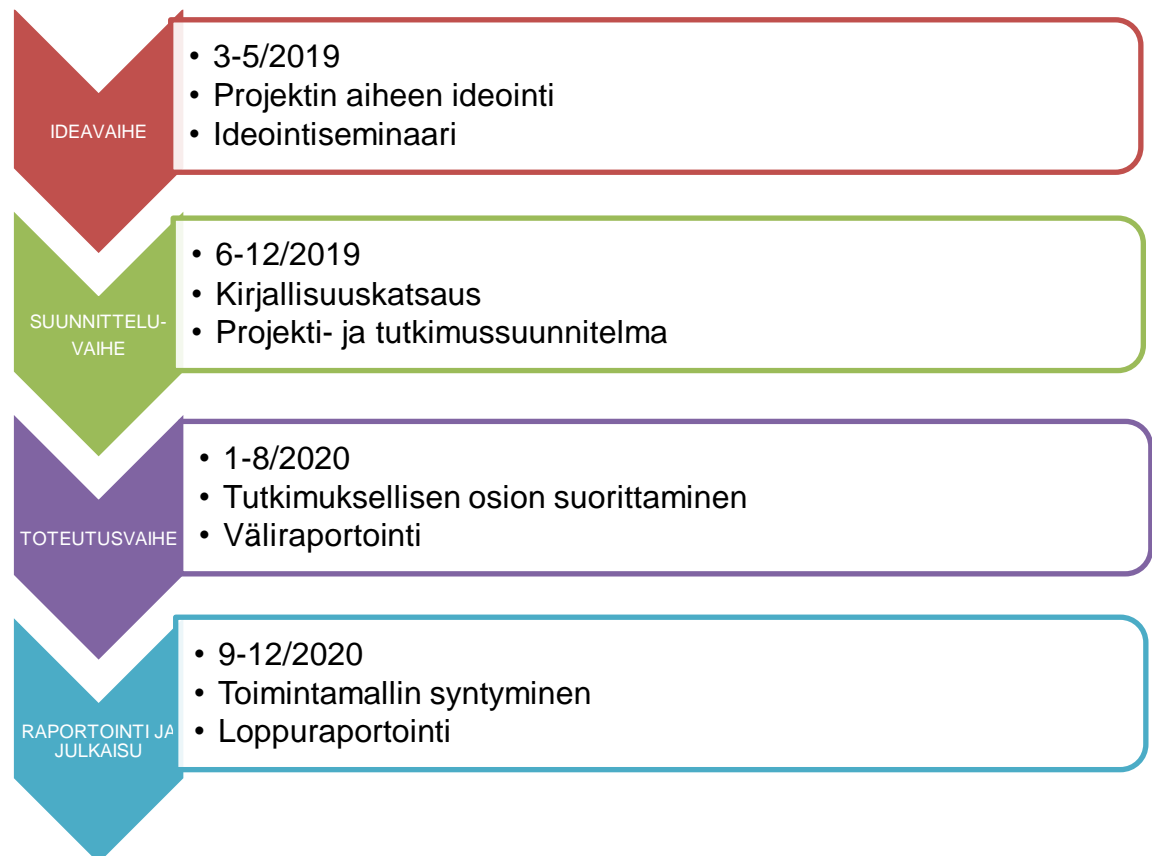 IDEAVAIHE
• 3-5/2019
• Projektin aiheen ideointi
• Ideointiseminaari
SUUNNITTELU-
VAIHE
• 6-12/2019
• Kirjallisuuskatsaus
• Projekti- ja tutkimussuunnitelma
TOTEUTUSVAIHE
• 1-8/2020
• Tutkimuksellisen osion suorittaminen
• Väliraportointi
RAPORTOINTI JA
JULKAISU
• 9-12/2020
• Toimintamallin syntyminen
• Loppuraportointi